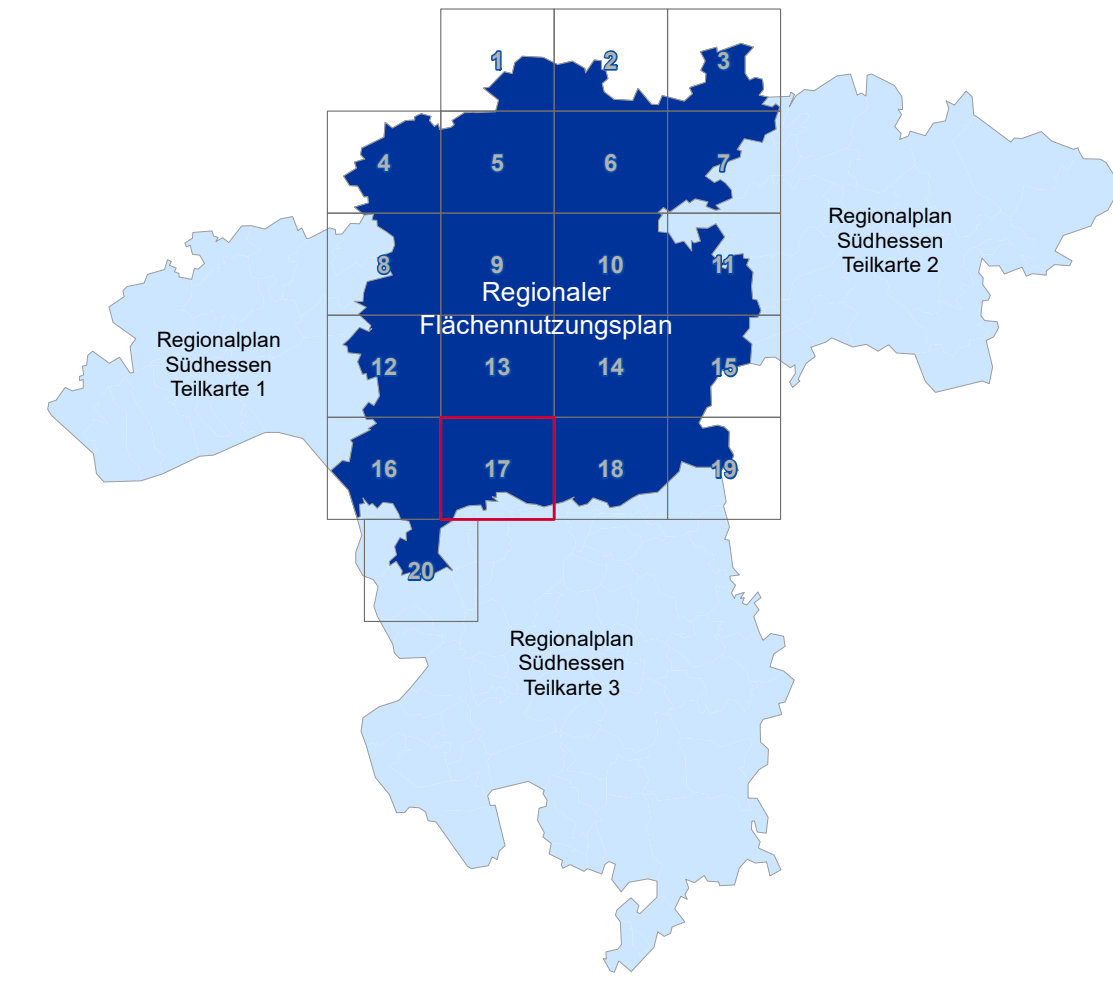 1
2
3
4
5
6
7
Regionalplan
Südhessen
Teilkarte 2
8
9
10
11
Regionaler
Flächennutzungsplan
Regionalplan
Südhessen
Teilkarte 1
12
13
14
15
16
17
18
19
20
Regionalplan
Südhessen
Teilkarte 3